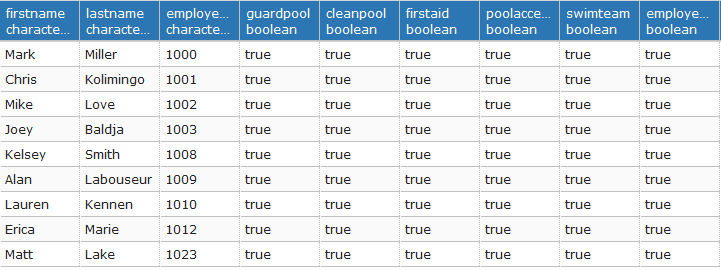 firstname lastname employe... guardpool cleanpool firstaid poolacce... swimteam employe...
characte... characte... characte... boolean boolean boolean boolean boolean boolean
Mark Miller 1000 true true true true true true
Chris Kolimingo 1001 true true true true true true
Mike Love 1002 true true true true true true
Joey Baldja 1003 true true true true true true
Kelsey Smith 1008 true true true true true true
Alan Labouseur 1009 true true true true true true
Lauren Kennen 1010 true true true true true true
Erica Marie 1012 true true true true true true
Matt Lake 1023 true true true true true true